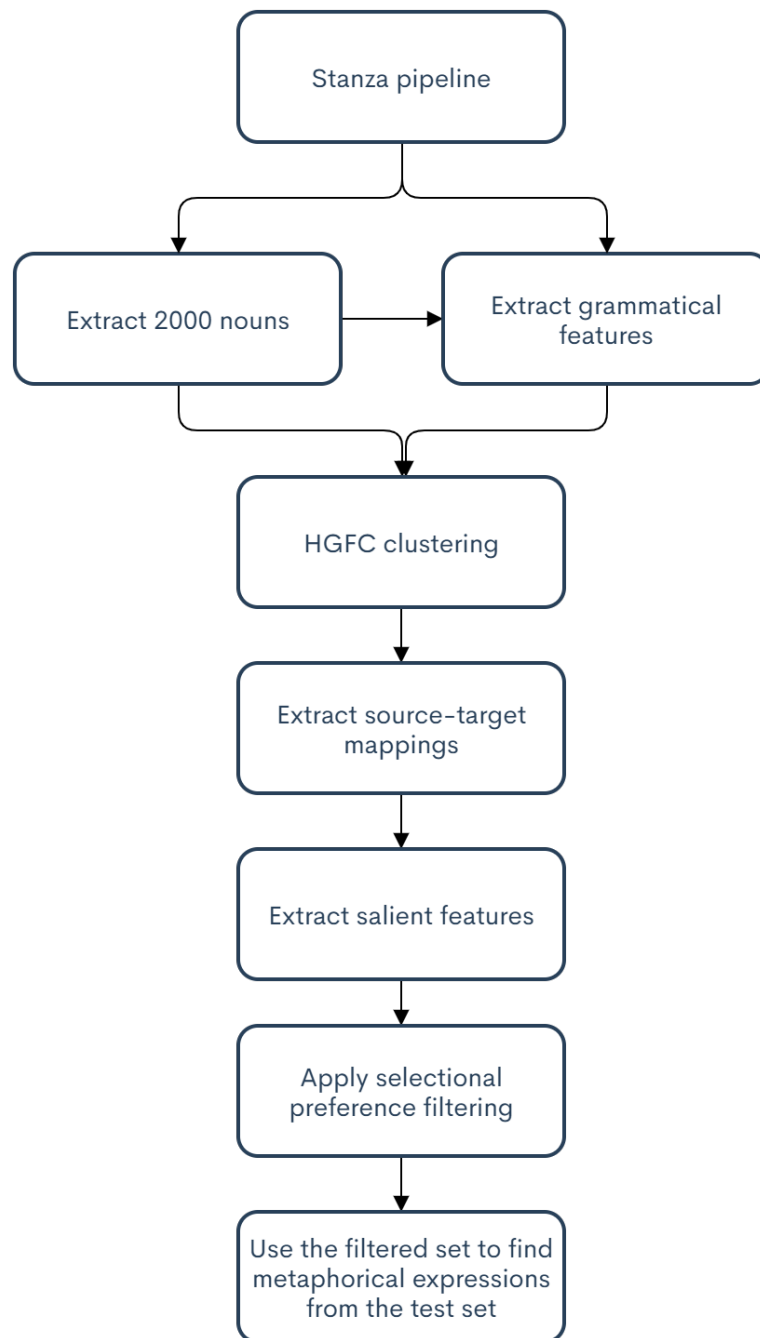 Stanza pipeline
Extract 2000 nouns
Extract grammatical
features
HGFC clustering
Extract source-target
mappings
Extract salient features
Apply selectional
preference filtering
Use the filtered set to find
metaphorical expressions
from the test set